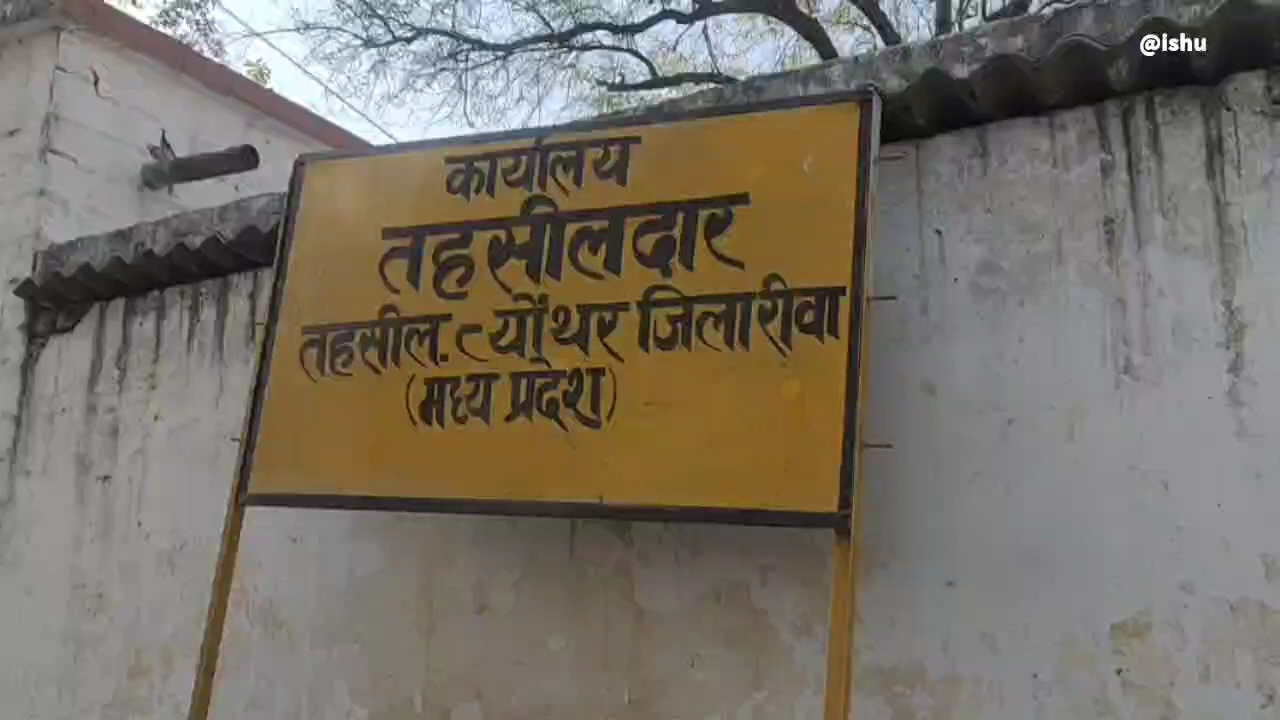 @ishu
कार्यालय
तहसीलदार
तहसील. त्योंथर जिला रीवा
(मध्य प्रदेश)